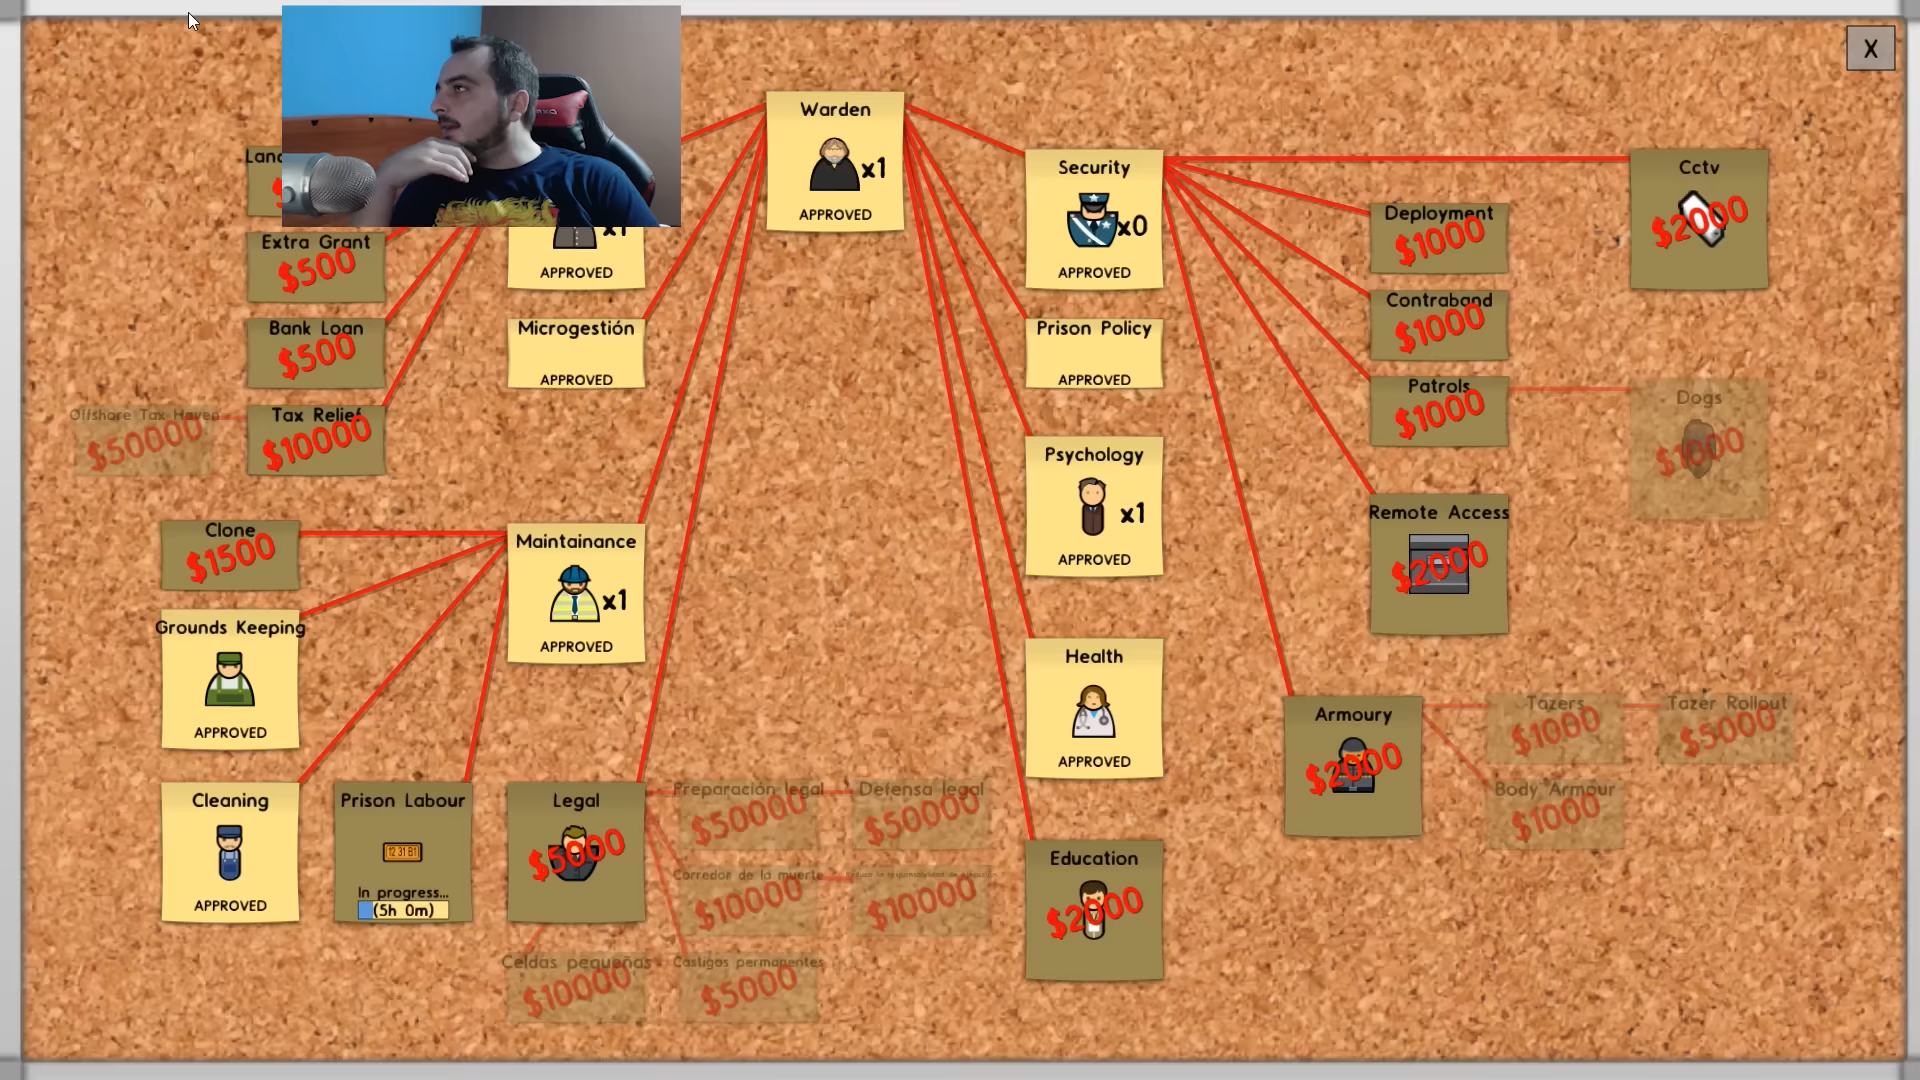 X
Warden
x1
APPROVED
Security
x0
APPROVED
Cctv
$2000
Deployment
$1000
Contraband
$1000
Patrols
$1000
Dogs
$1000
Remote Access
$2000
Extra Grant
$500
Bank Loan
$500
Tax Relief
$10000
Offshore Tax Haven
$50000
x1
APPROVED
Microgestión
APPROVED
Prison Policy
APPROVED
Psychology
x1
APPROVED
Clone
$1500
Maintainance
x1
APPROVED
Grounds Keeping
APPROVED
Health
APPROVED
Armoury
$2000
Tazers
$1000
Tazer Rollout
$5000
Body Armour
$1000
Cleaning
APPROVED
Prison Labour
12 31 B1
In progress...
(5h 0m)
Legal
$5000
Preparación legal
$50000
Defensa legal
$50000
Corredor de la muerte
$10000
$10000
Celdas pequeñas
$10000
Castigos permanentes
$5000
Education
$2000